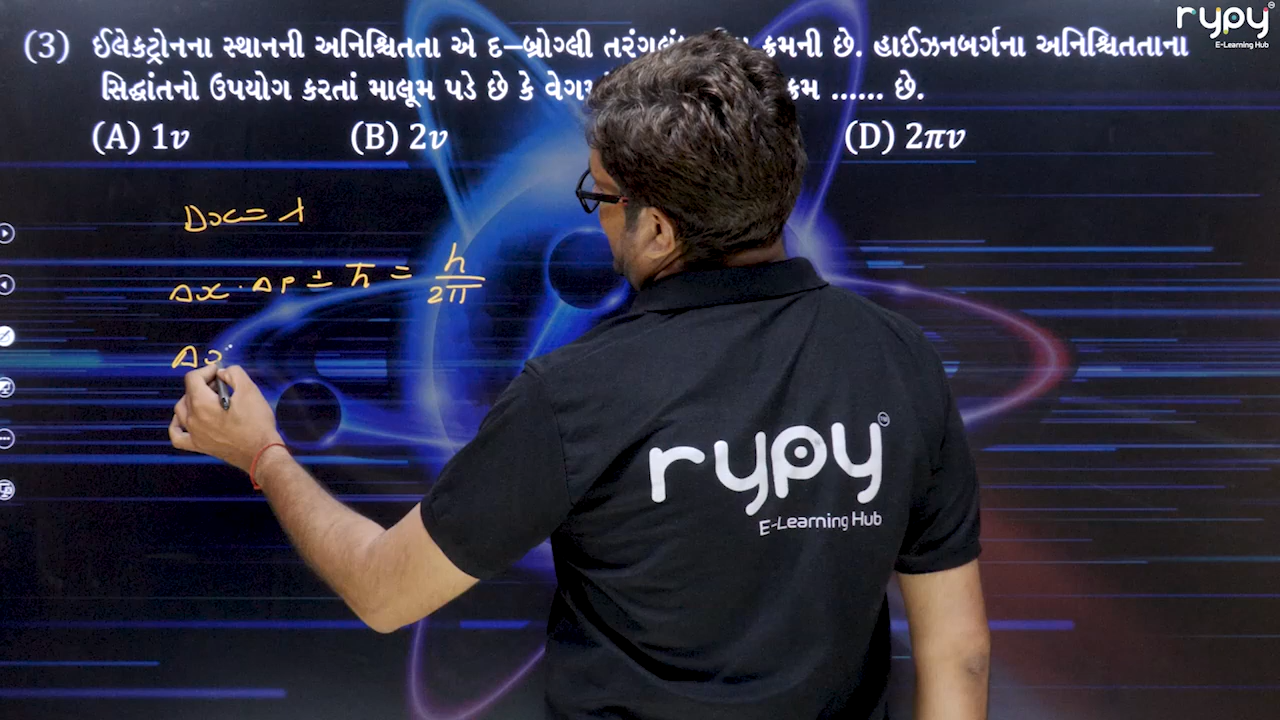 rypy
E-Learning Hub
(3) ઈલેક્ટ્રોનના સ્થાનની અનિશ્ચિતતા એ દ–બ્રોગ્લી ક્રમની છે. હાઈઝનબર્ગના અનિશ્ચિતતાના
સિદ્ધાંતનો ઉપયોગ કરતાં માલૂમ પડે છે કે ક્રમ ...... છે.
(A) 1v (B) 2v (D) 2πv
Δx = λ
Δx · ΔP = ℏ = h/2π
rypy
E-Learning Hub